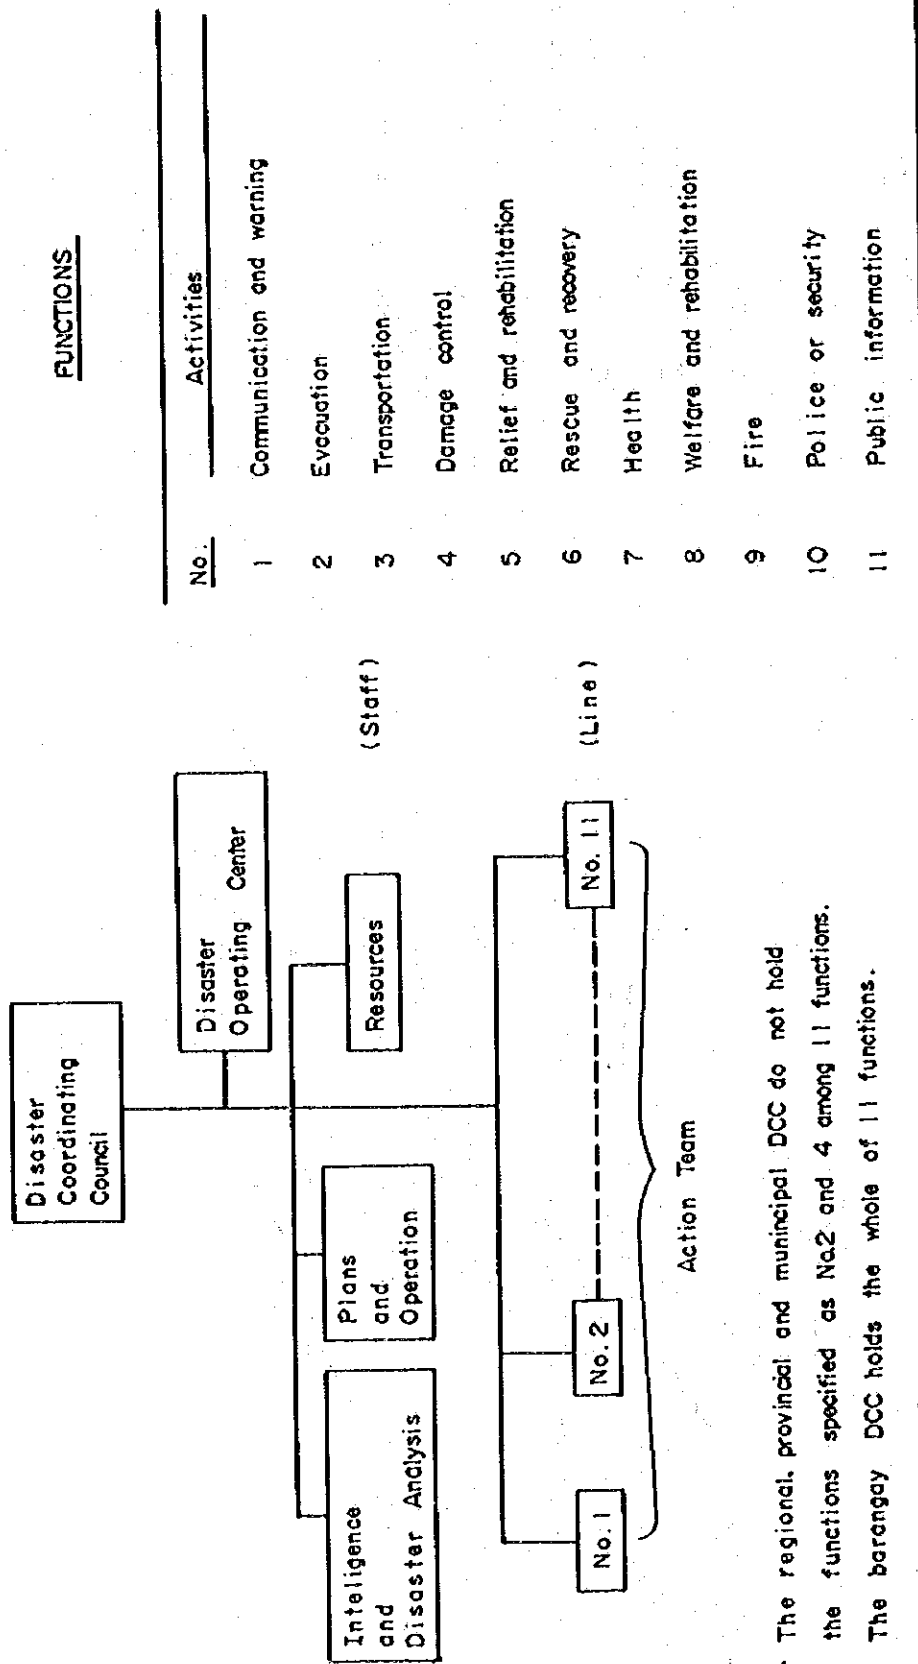 Disaster
Coordinating
Council
Disaster
Operating Center
Inteligence
and
Disaster Analysis
Plans
and
Operation
Resources
(Staff)
No.1
No.2
No. 11
(Line)
Action Team
The regional, provincial and munincipal DCC do not hold
the functions specified as No.2 and 4 among 11 functions.
The barangay DCC holds the whole of 11 functions.
FUNCTIONS
No. Activities
1 Communication and warning
2 Evacuation
3 Transportation
4 Damage control
5 Relief and rehabilitation
6 Rescue and recovery
7 Health
8 Welfare and rehabilitation
9 Fire
10 Police or security
11 Public information